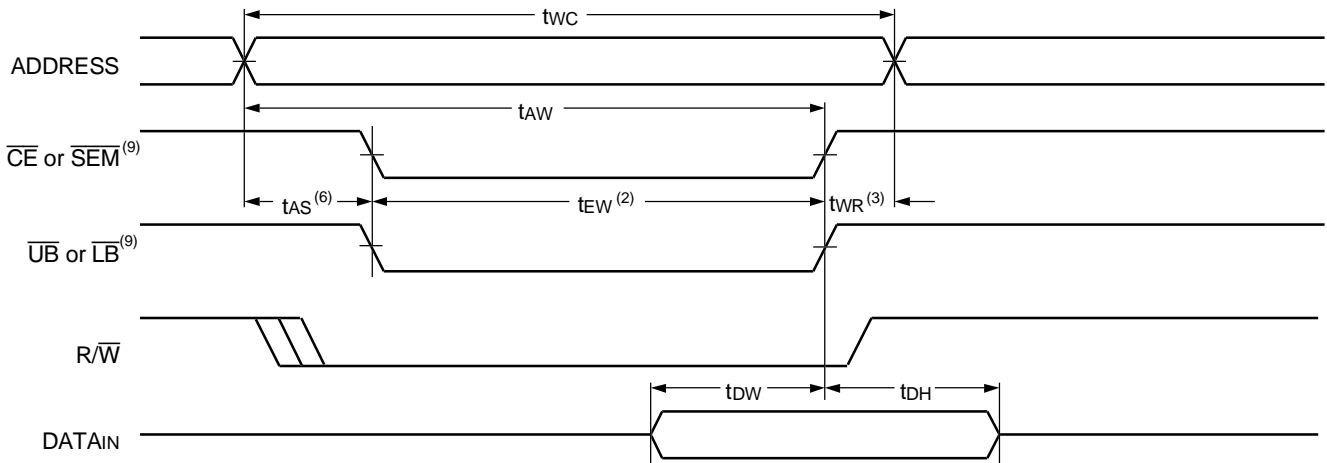 tWC
ADDRESS
tAW
CE or SEM(9)
tAS(6) tEW(2) tWR(3)
UB or LB(9)
R/W
tDW tDH
DATAIN